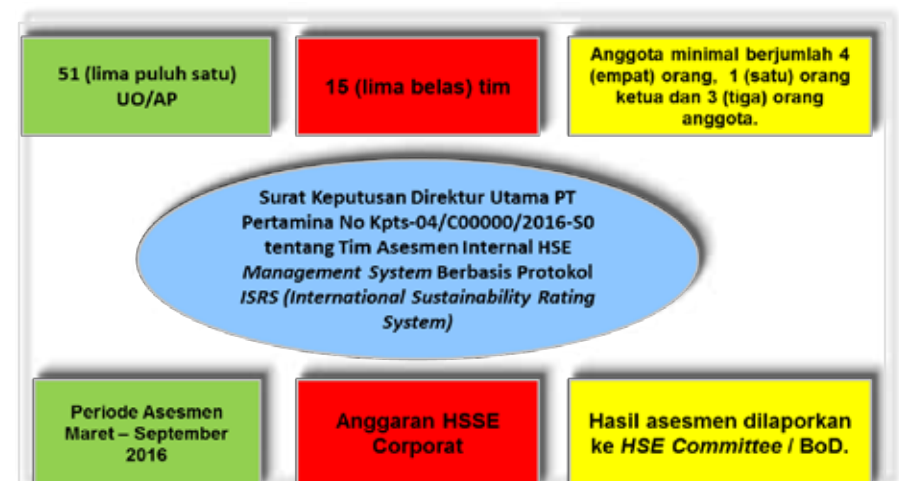 51 (lima puluh satu)
UO/AP
15 (lima belas) tim
Anggota minimal berjumlah 4
(empat) orang, 1 (satu) orang
ketua dan 3 (tiga) orang
anggota.
Surat Keputusan Direktur Utama PT
Pertamina No Kpts-04/C00000/2016-S0
tentang Tim Asesmen Internal HSE
Management System Berbasis Protokol
ISRS (International Sustainability Rating
System)
Periode Asesmen
Maret – September
2016
Anggaran HSSE
Corporat
Hasil asesmen dilaporkan
ke HSE Committee / BoD.